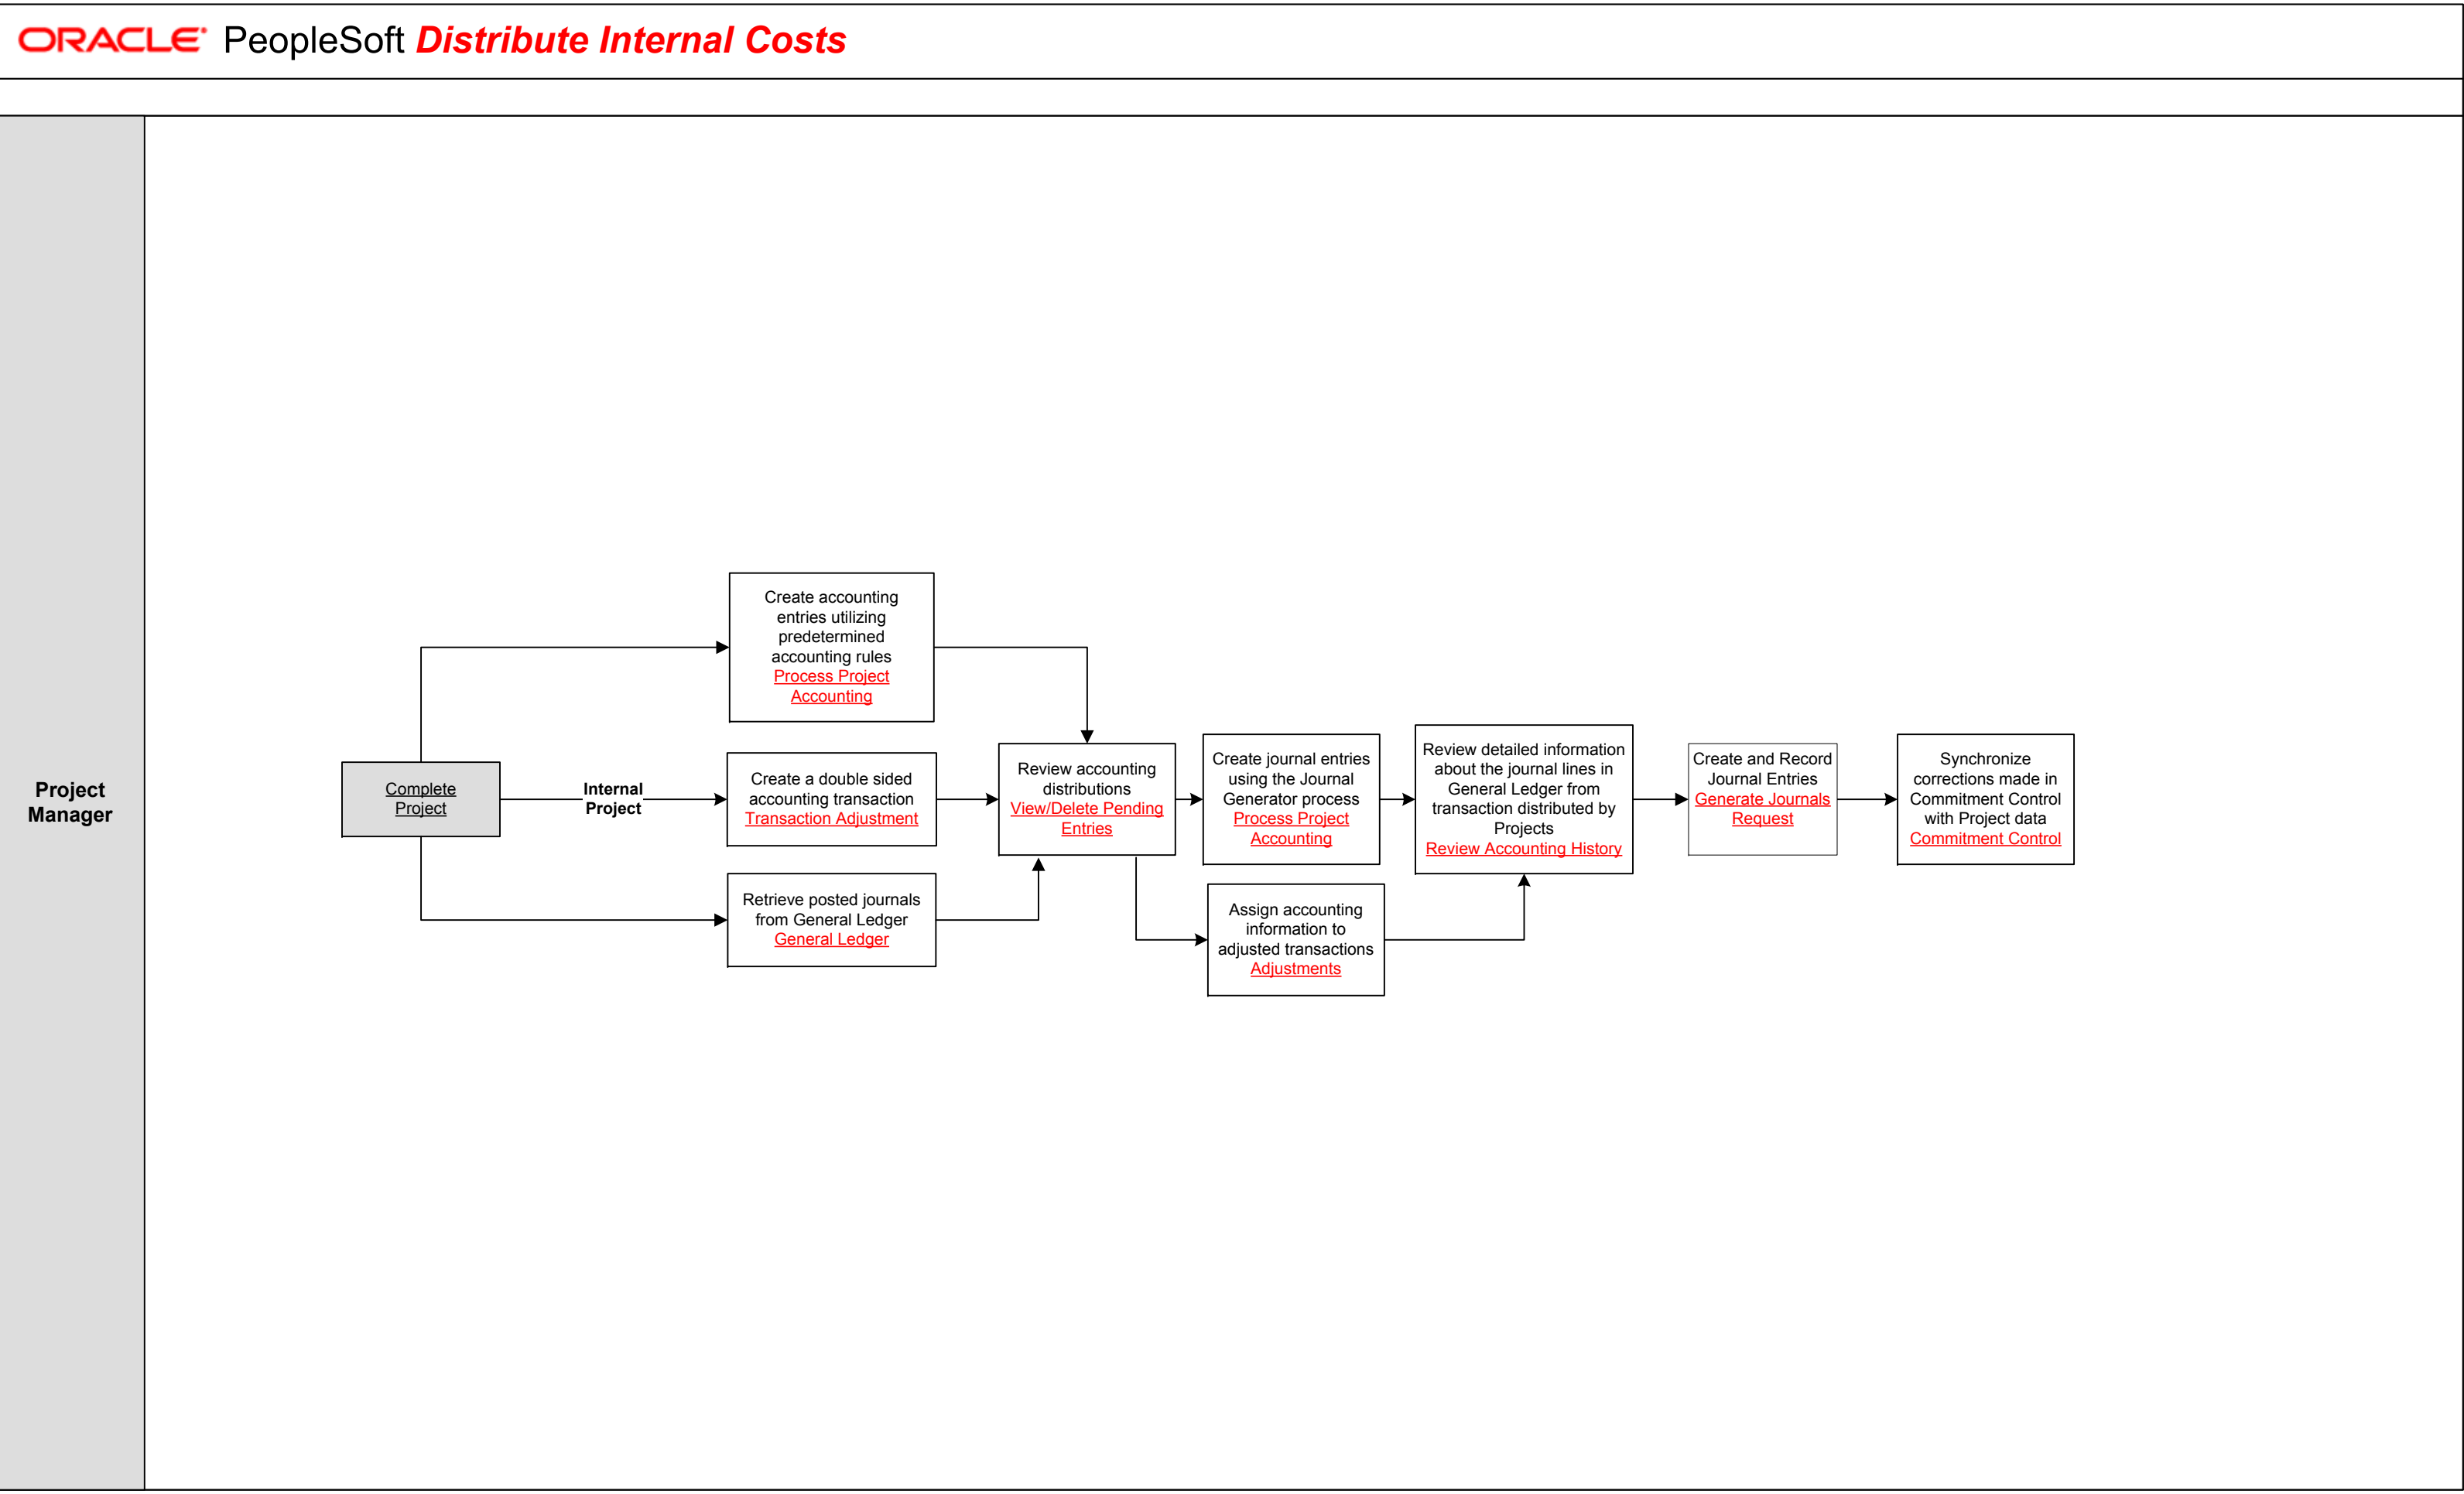 ORACLE PeopleSoft Distribute Internal Costs
Project
Manager
Complete
Project
Internal
Project
Create accounting
entries utilizing
predetermined
accounting rules
Process Project
Accounting
Create a double sided
accounting transaction
Transaction Adjustment
Retrieve posted journals
from General Ledger
General Ledger
Review accounting
distributions
View/Delete Pending
Entries
Create journal entries
using the Journal
Generator process
Process Project
Accounting
Assign accounting
information to
adjusted transactions
Adjustments
Review detailed information
about the journal lines in
General Ledger from
transaction distributed by
Projects
Review Accounting History
Create and Record
Journal Entries
Generate Journals
Request
Synchronize
corrections made in
Commitment Control
with Project data
Commitment Control